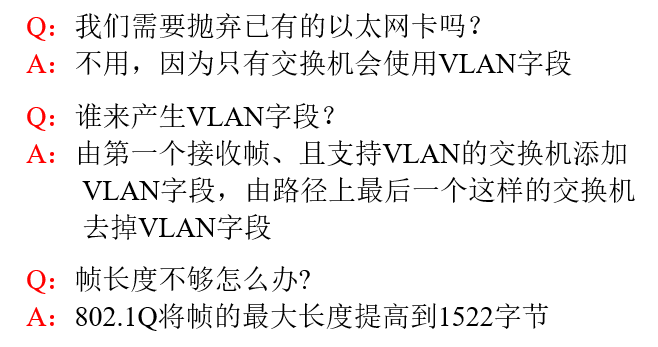 Q：我们需要抛弃已有的以太网卡吗？
A：不用，因为只有交换机会使用VLAN字段
Q：谁来产生VLAN字段？
A：由第一个接收帧、且支持VLAN的交换机添加
VLAN字段，由路径上最后一个这样的交换机
去掉VLAN字段
Q：帧长度不够怎么办?
A：802.1Q将帧的最大长度提高到1522字节